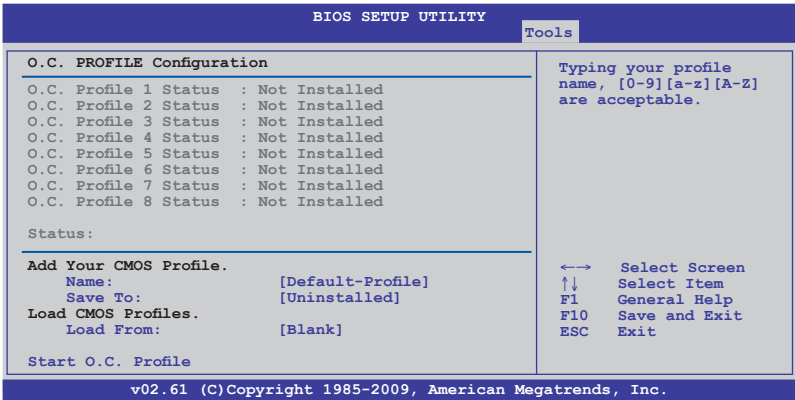 BIOS SETUP UTILITY
Tools
O.C. PROFILE Configuration
O.C. Profile 1 Status : Not Installed
O.C. Profile 2 Status : Not Installed
O.C. Profile 3 Status : Not Installed
O.C. Profile 4 Status : Not Installed
O.C. Profile 5 Status : Not Installed
O.C. Profile 6 Status : Not Installed
O.C. Profile 7 Status : Not Installed
O.C. Profile 8 Status : Not Installed
Status:
Add Your CMOS Profile.
Name: [Default-Profile]
Save To: [Uninstalled]
Load CMOS Profiles.
Load From: [Blank]
Start O.C. Profile
Typing your profile
name, [0-9][a-z][A-Z]
are acceptable.
←→ Select Screen
↑↓ Select Item
F1 General Help
F10 Save and Exit
ESC Exit
v02.61 (C)Copyright 1985-2009, American Megatrends, Inc.